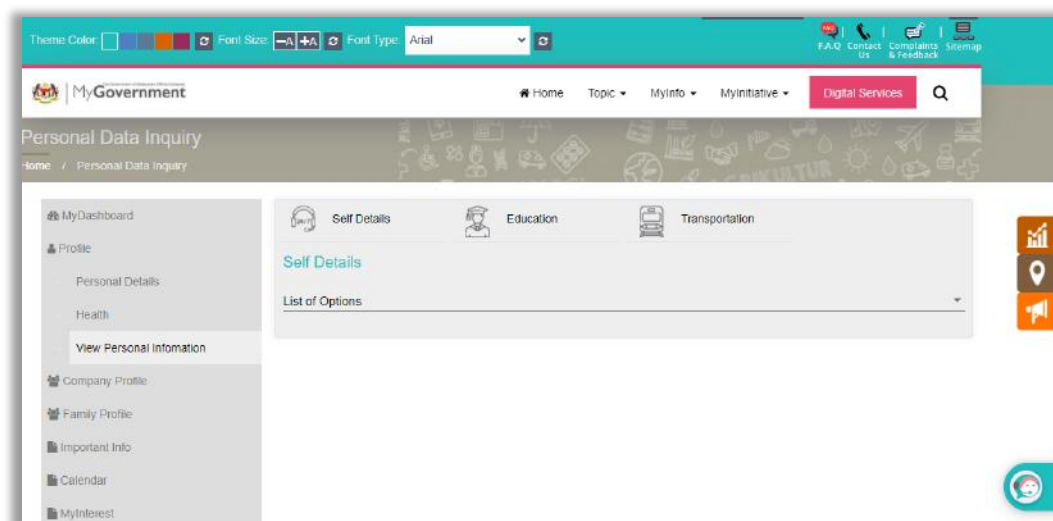 Theme Color: Font Size: -A +A Font Type: Arial
FAQ
F.A.Q Contact Us Complaints & Feedback Sitemap
MyGovernment
Home Topic MyInfo MyInitiative Digital Services
Personal Data Inquiry
Home / Personal Data Inquiry
MyDashboard
Profile
Personal Details
Health
View Personal Infomation
Company Profile
Family Profile
Important Info
Calendar
MyInterest
Self Details Education Transportation
Self Details
List of Options